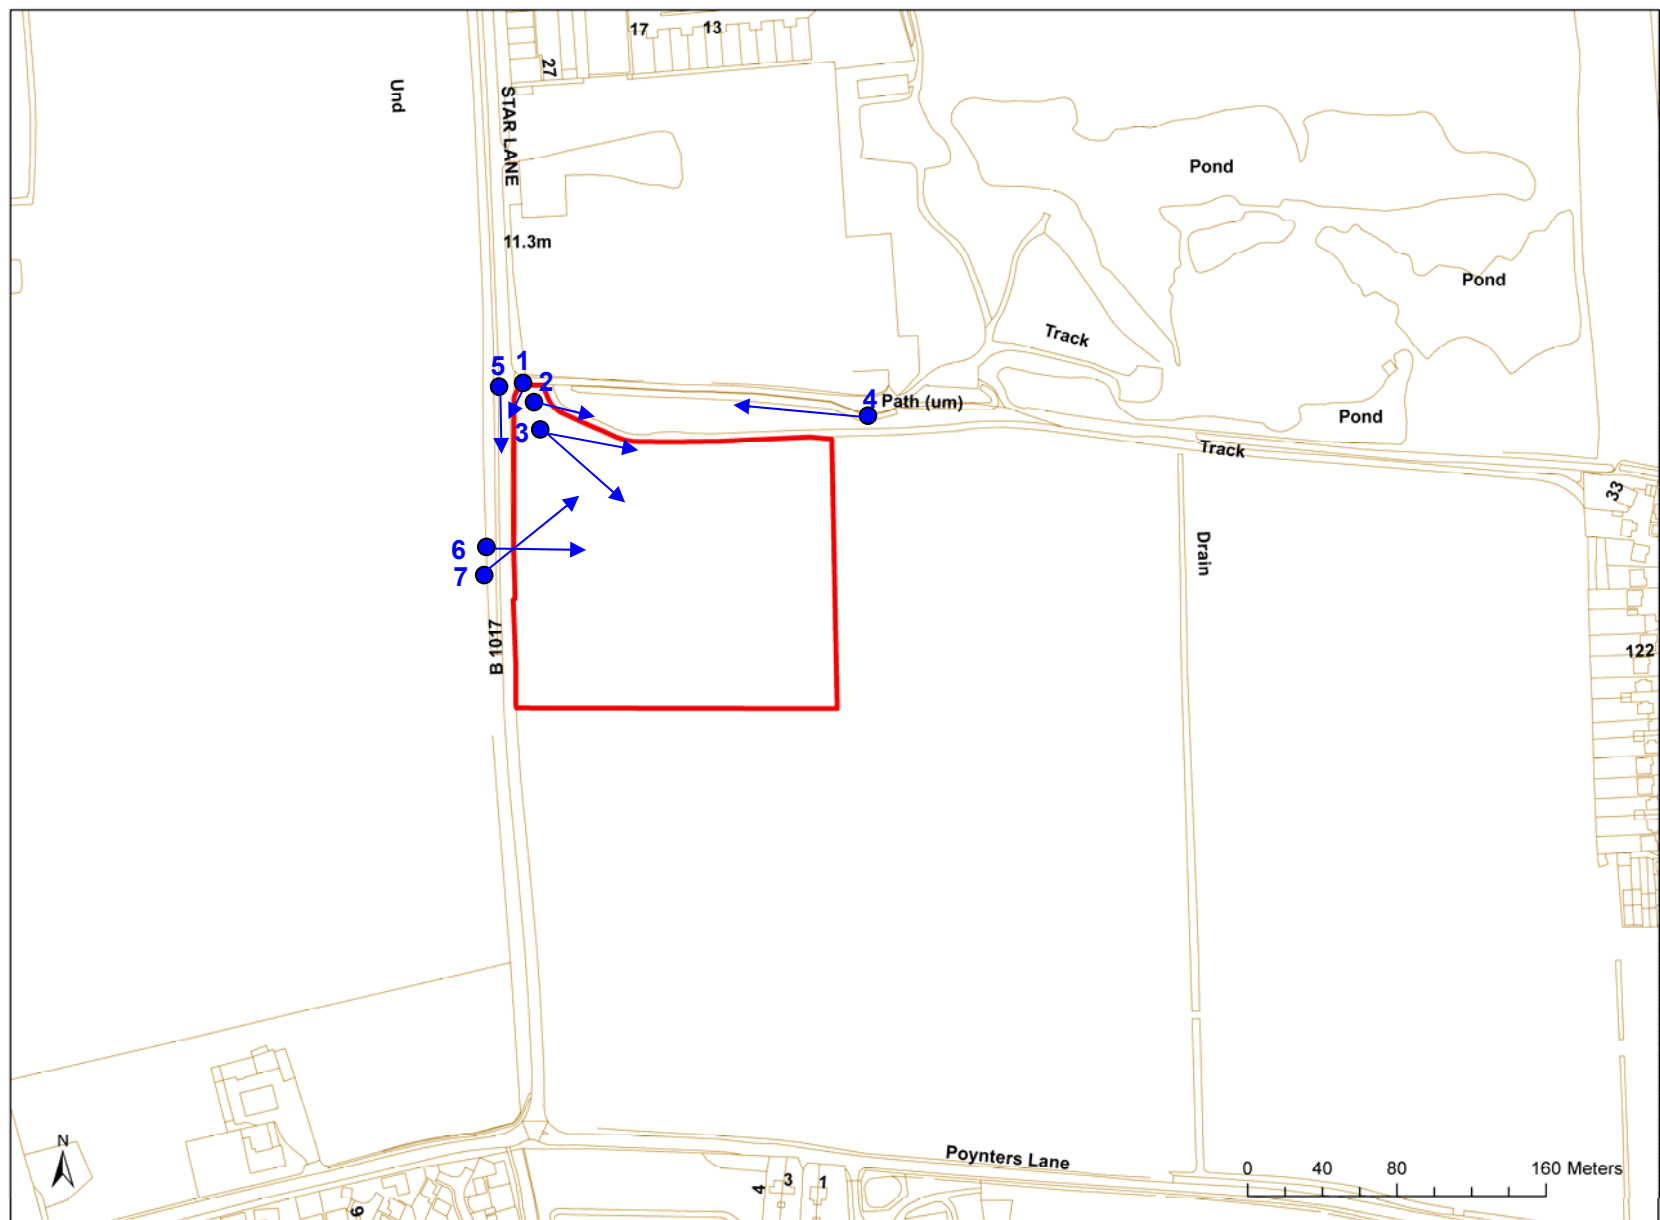 17
13
27
Und
STAR LANE
Pond
11.3m
Pond
Track
5
1
2
4
Path (um)
Pond
3
Track
33
Drain
6
7
B 1017
122
N
Poynters Lane
0 40 80 160 Meters
4
3
1
6